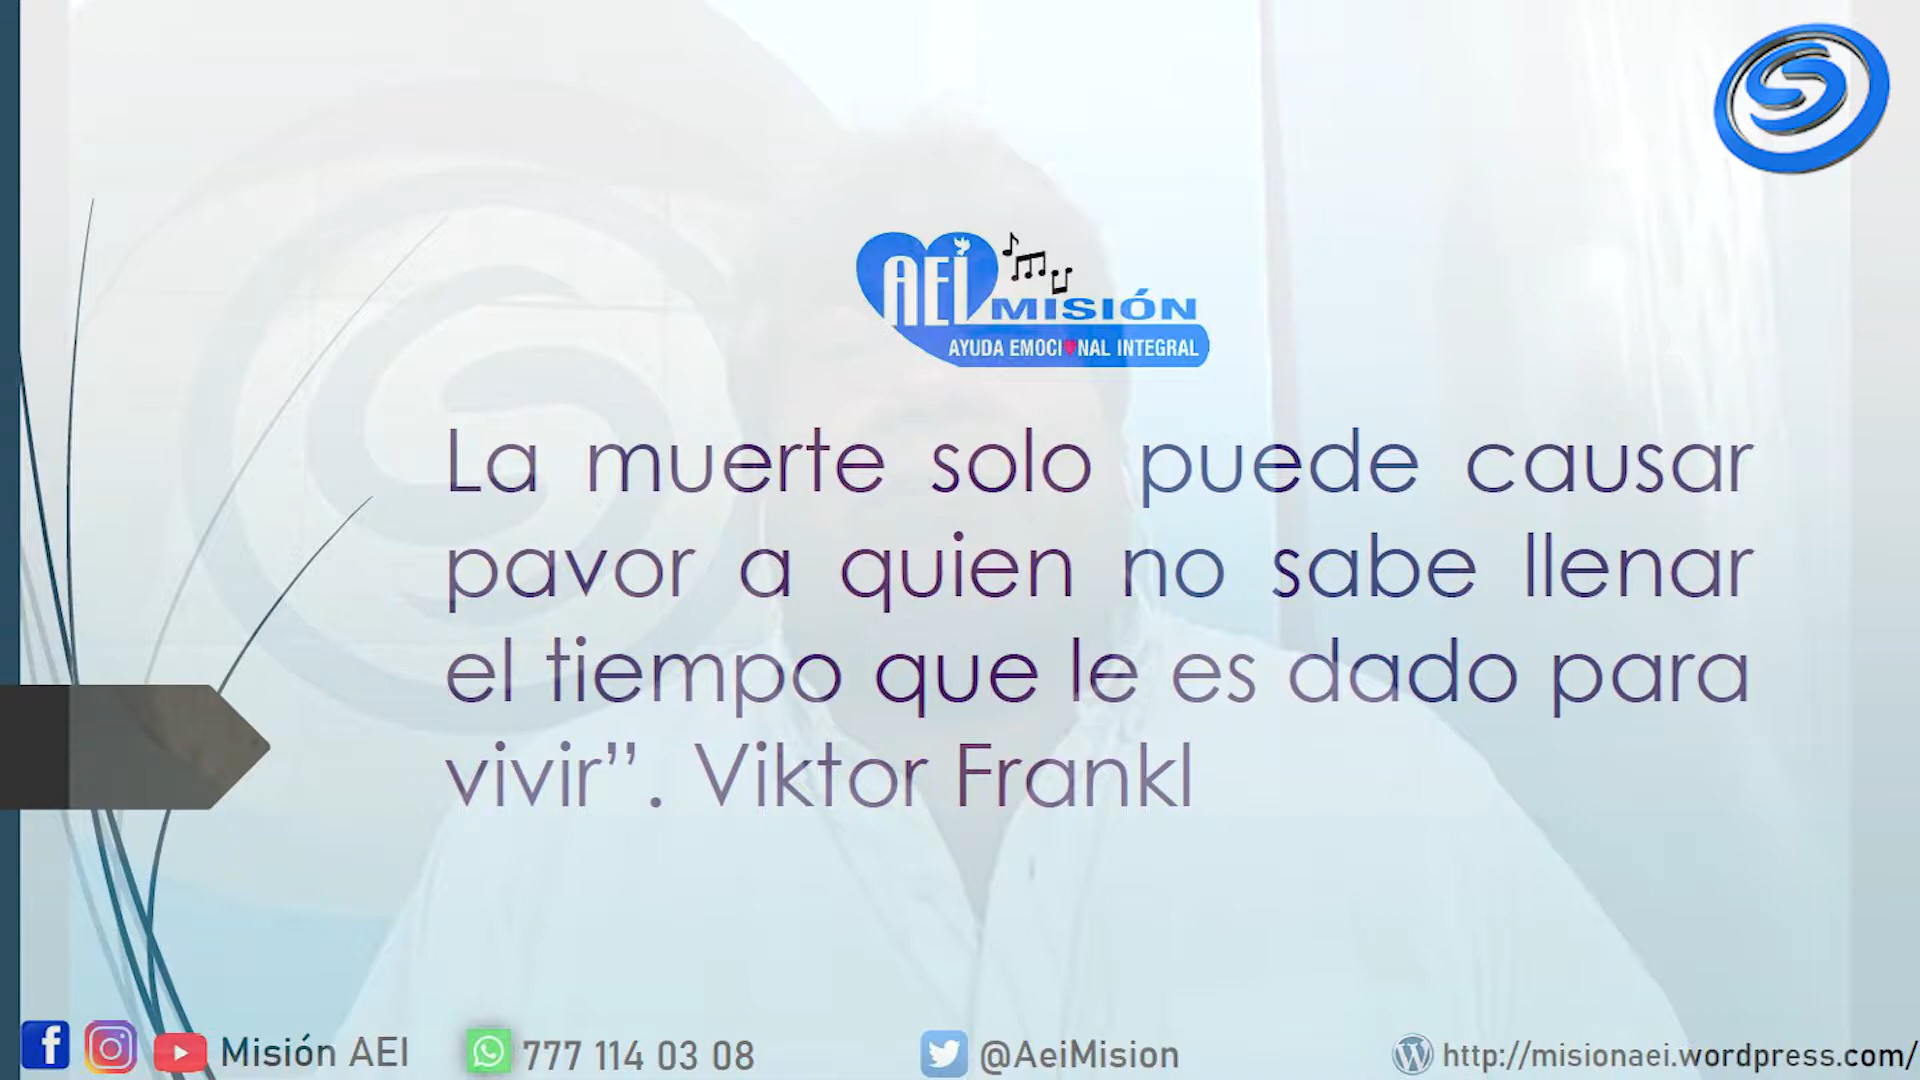 AEI MISIÓN
AYUDA EMOCIONAL INTEGRAL
La muerte solo puede causar
pavor a quien no sabe llenar
el tiempo que le es dado para
vivir”. Viktor Frankl
Misión AEI 777 114 03 08 @AeiMision http://misionaei.wordpress.com/